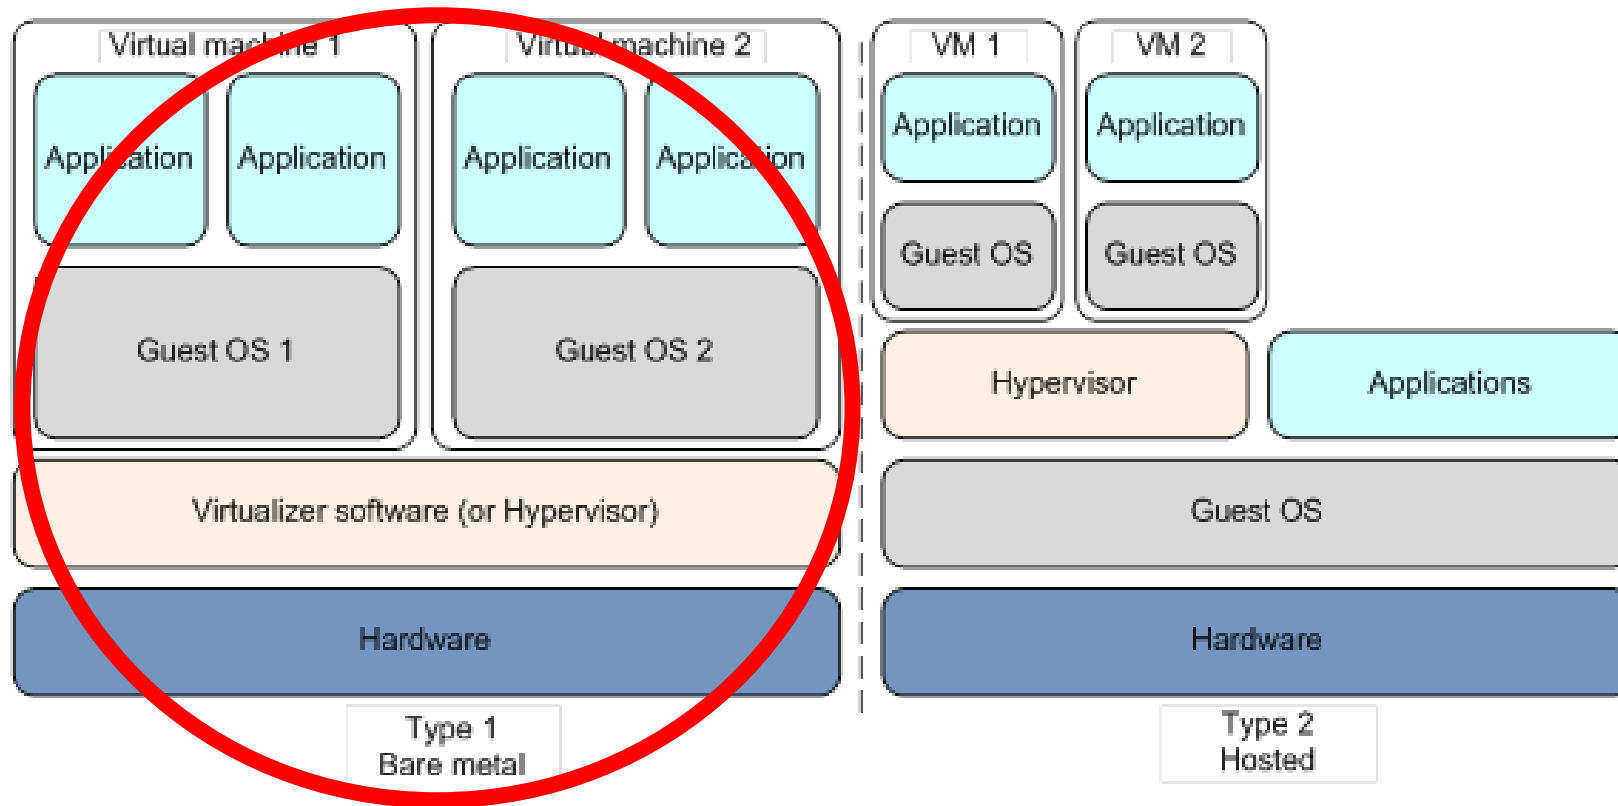 Virtual machine 1
Virtual machine 2
Application
Application
Application
Application
Guest OS 1
Guest OS 2
Virtualizer software (or Hypervisor)
Hardware
Type 1
Bare metal
VM 1
VM 2
Application
Application
Guest OS
Guest OS
Hypervisor
Applications
Guest OS
Hardware
Type 2
Hosted